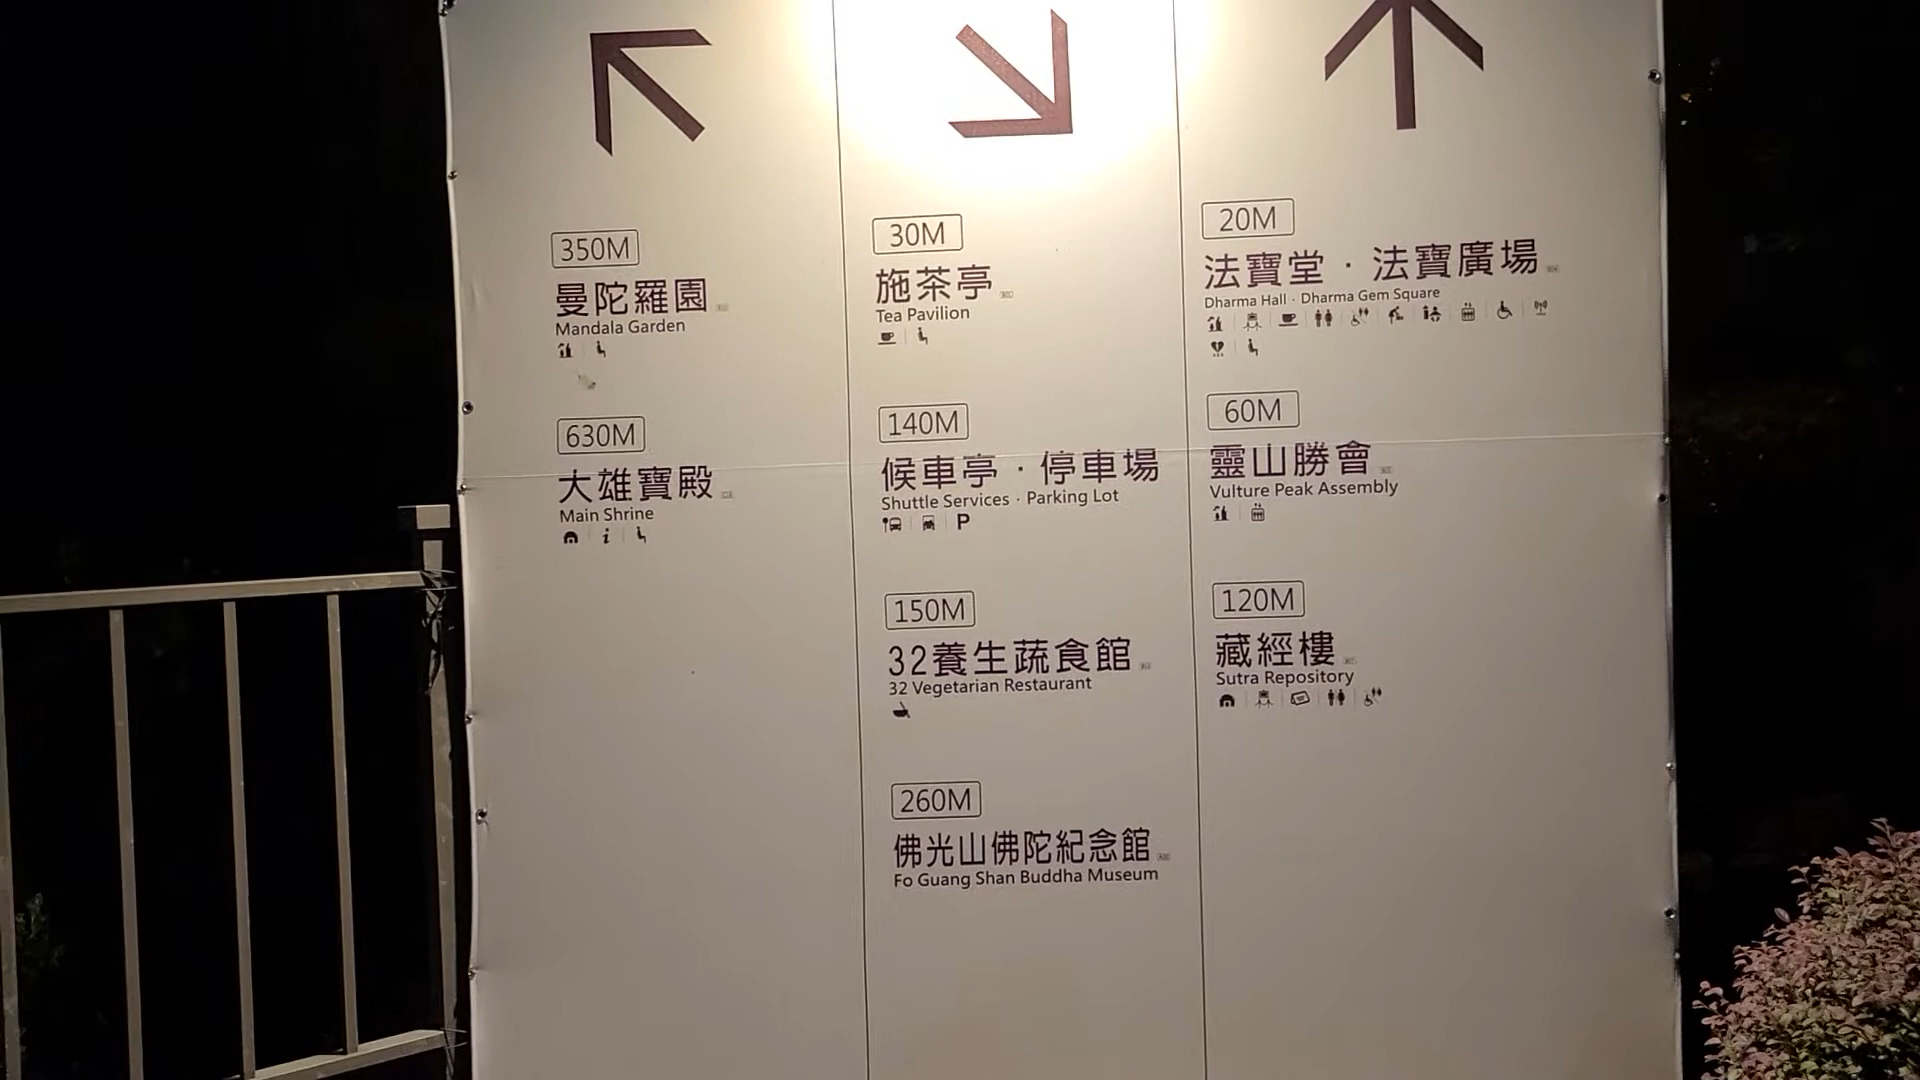 350M
曼陀羅園
Mandala Garden
630M
大雄寶殿
Main Shrine
30M
施茶亭
Tea Pavilion
140M
候車亭・停車場
Shuttle Services · Parking Lot
P
150M
32養生蔬食館
32 Vegetarian Restaurant
260M
佛光山佛陀紀念館
Fo Guang Shan Buddha Museum
20M
法寶堂・法寶廣場
Dharma Hall · Dharma Gem Square
60M
靈山勝會
Vulture Peak Assembly
120M
藏經樓
Sutra Repository